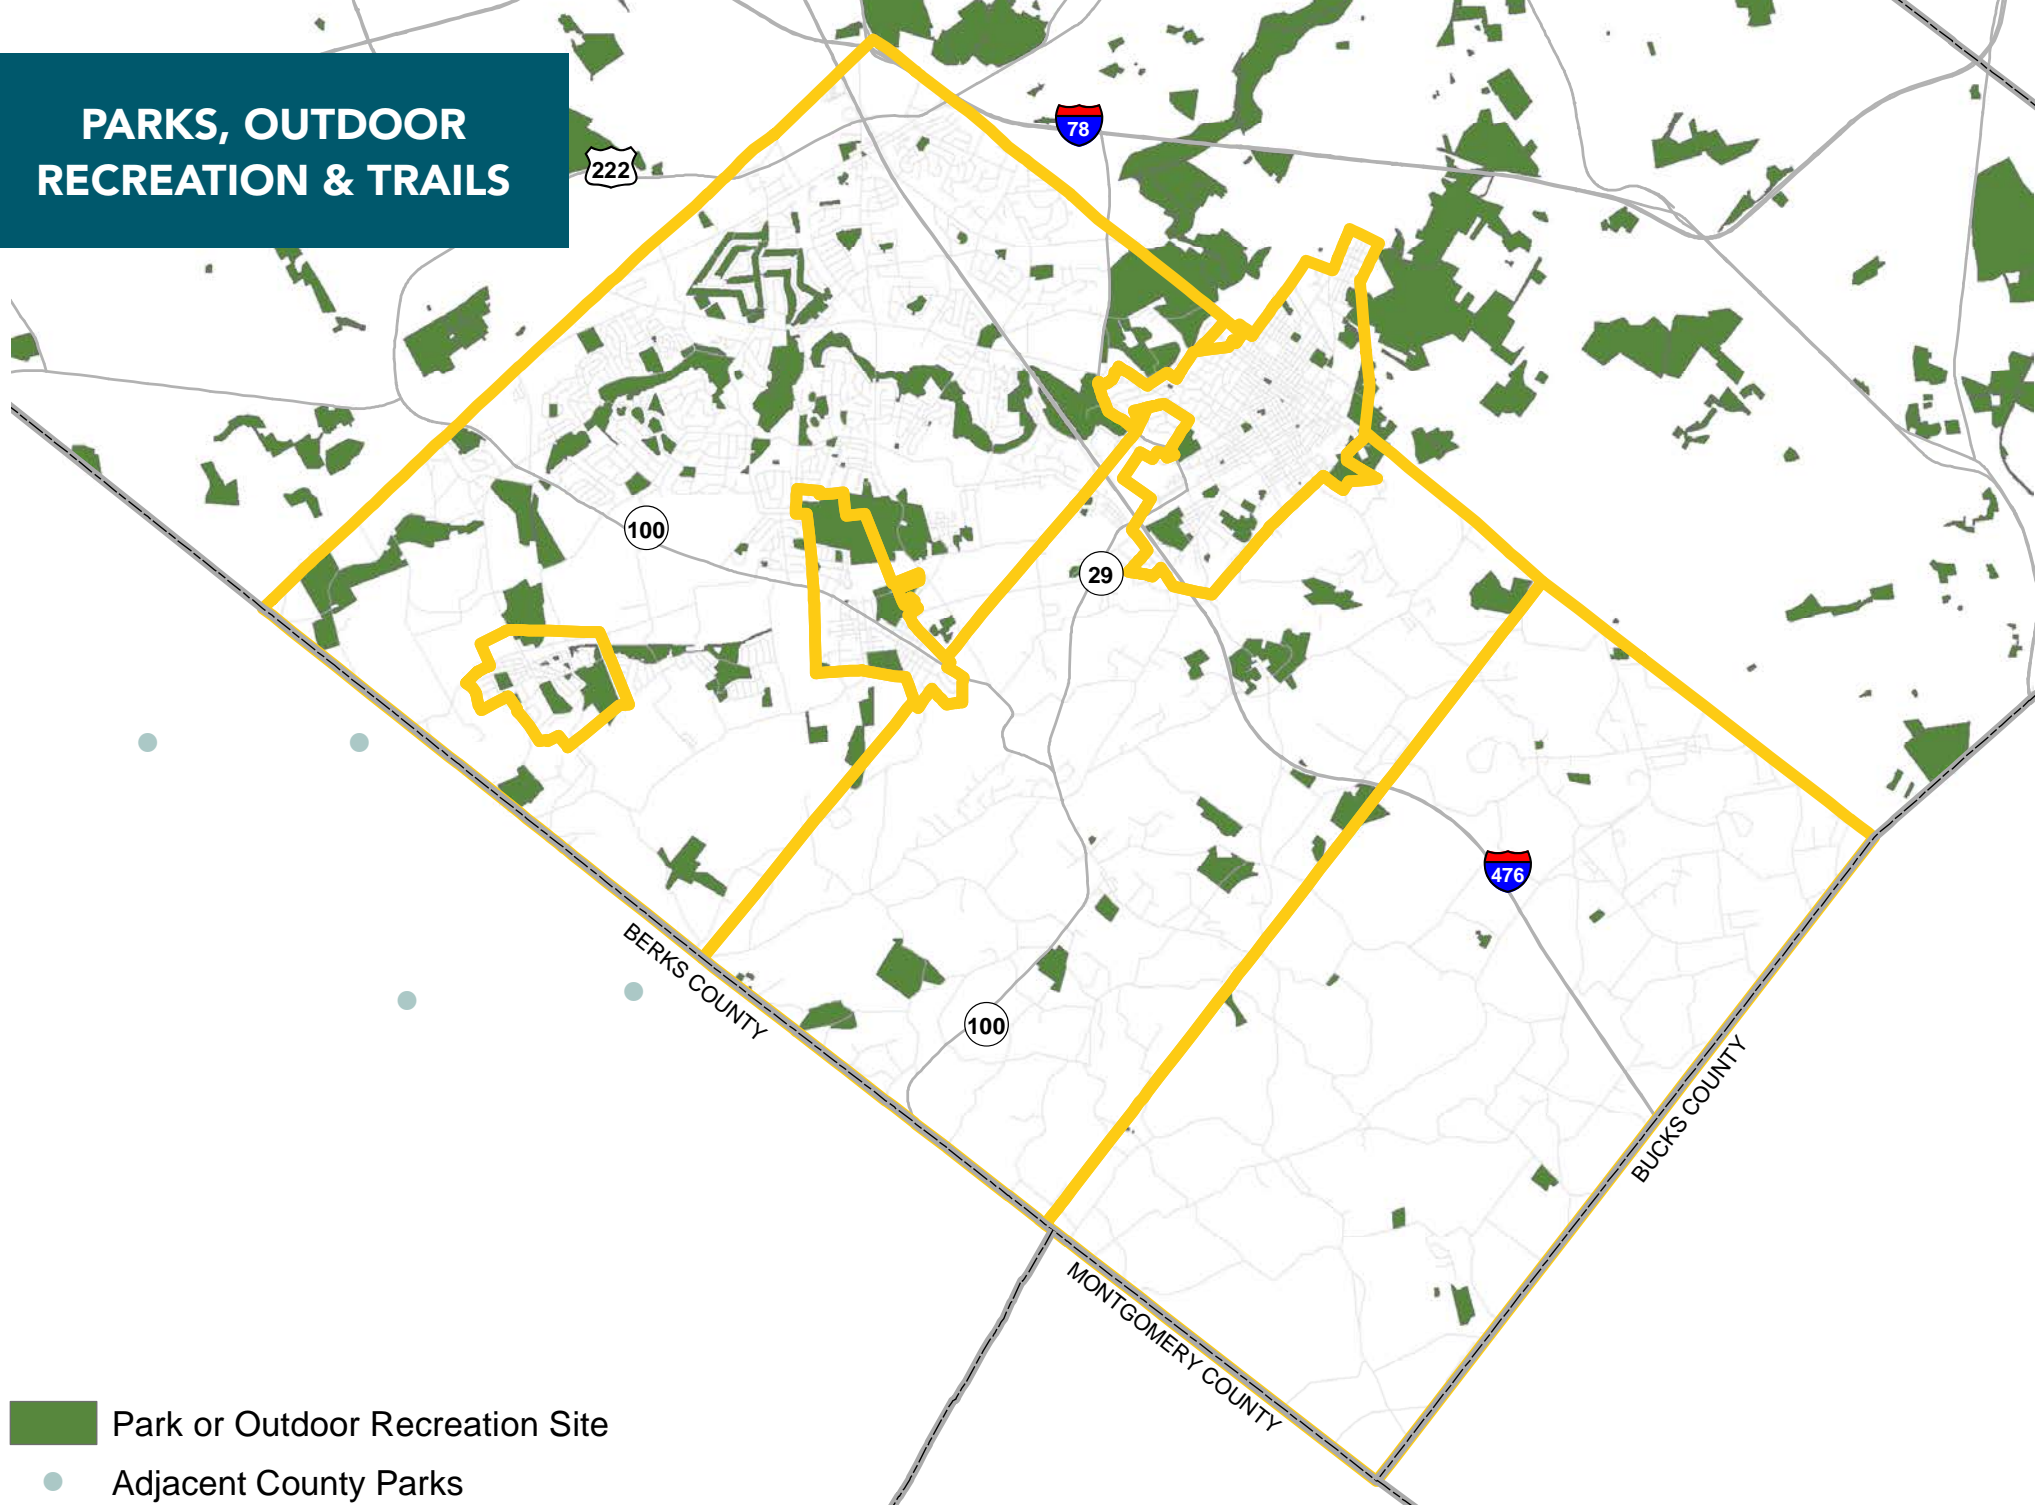 PARKS, OUTDOOR
RECREATION & TRAILS
78
222
100
29
476
BERKS COUNTY
100
BUCKS COUNTY
MONTGOMERY COUNTY
Park or Outdoor Recreation Site
Adjacent County Parks